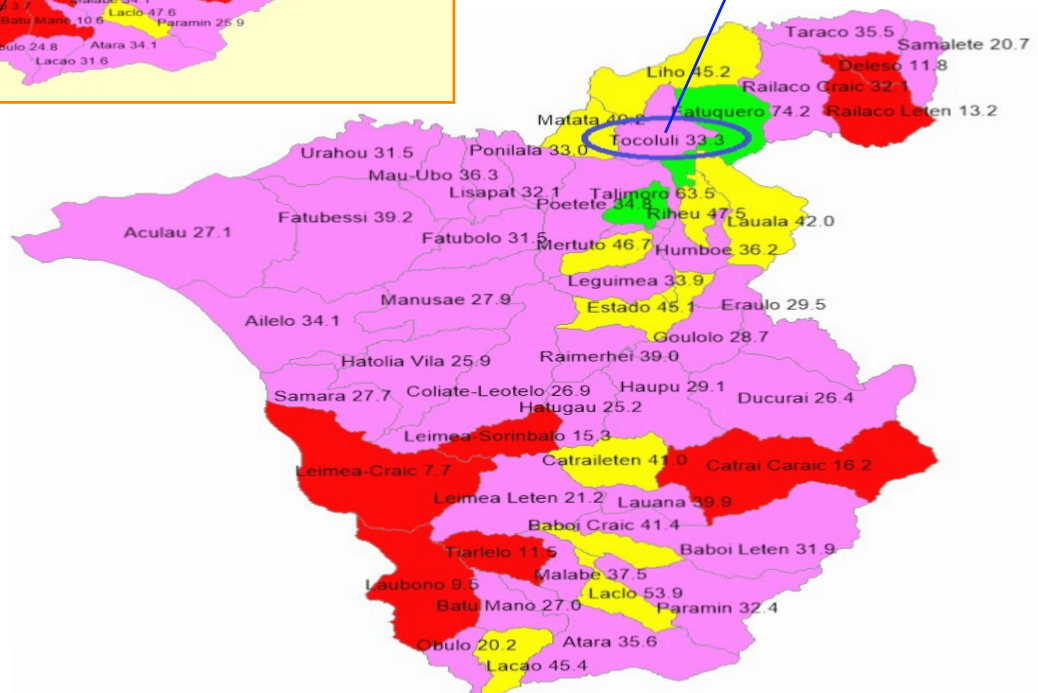 Laclo 47.6
Batu Mano 10.6
Paramin 25.9
Atara 34.1
Lacao 31.6
Taraco 35.5
Samalete 20.7
Deleso 11.8
Liho 45.2
Railaco Craic 32.1
Fatuquero 74.2
Railaco Leten 13.2
Matata 40.2
Tocoluli 33.3
Urahou 31.5
Ponilala 33.0
Mau-Ubo 36.3
Lisapat 32.1
Talimoro 63.5
Poetete 34.8
Riheu 47.5
Fatubessi 39.2
Lauala 42.0
Aculau 27.1
Fatubolo 31.5
Mertuto 46.7
Humboe 36.2
Leguimea 33.9
Manusae 27.9
Estado 45.1
Eraulo 29.5
Ailelo 34.1
Goulolo 28.7
Hatolia Vila 25.9
Raimerhei 39.0
Coliate-Leotelo 26.9
Haupu 29.1
Samara 27.7
Ducurai 26.4
Hatugau 25.2
Leimea-Sorinbalo 15.3
Catraileten 41.0
Catrai Caraic 16.2
Leimea-Craic 7.7
Leimea Leten 21.2
Lauana 39.9
Baboi Craic 41.4
Baboi Leten 31.9
Tiarlelo 11.5
Malabe 37.5
Laubono 9.5
Laclo 53.9
Batu Mano 27.0
Paramin 32.4
Obulo 20.2
Atara 35.6
Lacao 45.4